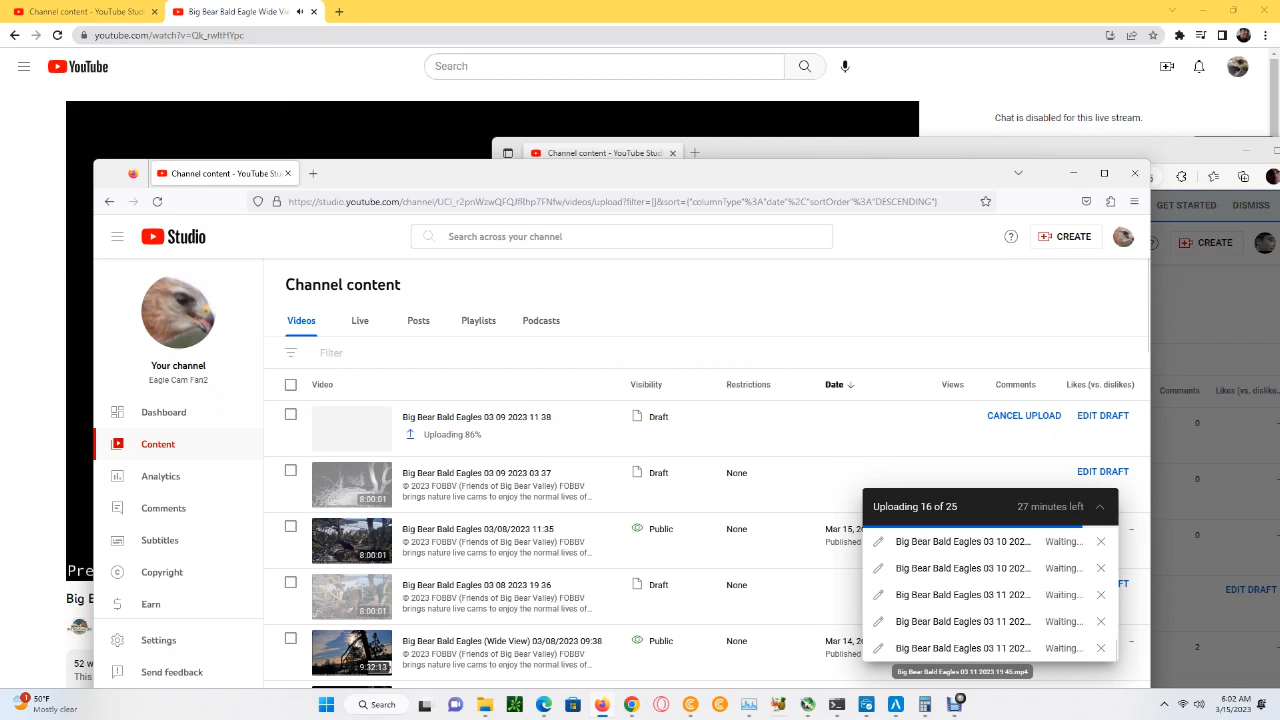 Content - YouTube Studio
Big Bear Bald Eagle Wide Vie
youtube.com/watch?v=Qk_rwItHYpc
YouTube
Search
Chat is disabled for this live stream.
Content - YouTube Stud
Channel content - YouTube Stu
https://studio.youtube.com/channel/UCI_r2pnWzwQFQJfRhp7FNfw/videos/upload?filter=[]&sort={"columnType"%3A"date"%2C"sortOrder"%3A"DESCENDING"}
GET STARTED DISMISS
Studio
Search across your channel
CREATE
CREATE
Your channel
Eagle Cam Fan2
Dashboard
Content
Analytics
Comments
Subtitles
Copyright
Earn
Settings
Send feedback
Channel content
Videos Live Posts Playlists Podcasts
Filter
Video Visibility Restrictions Date Views Comments Likes (vs. dislikes)
Comments Likes (vs. dislike...
Big Bear Bald Eagles 03 09 2023 11 38
Uploading 86%
Draft
CANCEL UPLOAD EDIT DRAFT
0
8:00:01
Big Bear Bald Eagles 03 09 2023 03 37
© 2023 FOBBV (Friends of Big Bear Valley) FOBBV
brings nature live cams to enjoy the normal lives of...
Draft
None
EDIT DRAFT
0
8:00:01
Big Bear Bald Eagles 03/08/2023 11:35
© 2023 FOBBV (Friends of Big Bear Valley) FOBBV
brings nature live cams to enjoy the normal lives of...
Public
None
Mar 15, 2
Published
0
8:00:01
Big Bear Bald Eagles 03 08 2023 19 36
© 2023 FOBBV (Friends of Big Bear Valley) FOBBV
brings nature live cams to enjoy the normal lives of...
Draft
None
EDIT DRAFT
9:32:13
Big Bear Bald Eagles (Wide View) 03/08/2023 09:38
© 2023 FOBBV (Friends of Big Bear Valley) FOBBV
brings nature live cams to enjoy the normal lives of...
Public
None
Mar 14, 2
Published
2
Uploading 16 of 25 27 minutes left
Big Bear Bald Eagles 03 10 202... Waiting...
Big Bear Bald Eagles 03 10 202... Waiting...
Big Bear Bald Eagles 03 11 202... Waiting...
Big Bear Bald Eagles 03 11 202... Waiting...
Big Bear Bald Eagles 03 11 202... Waiting...
Big Bear Bald Eagles 03 11 2023 19 45.mp4
Pre
Big B
52 w
This
1
50°F
Mostly clear
Search
5:02 AM
3/15/2023